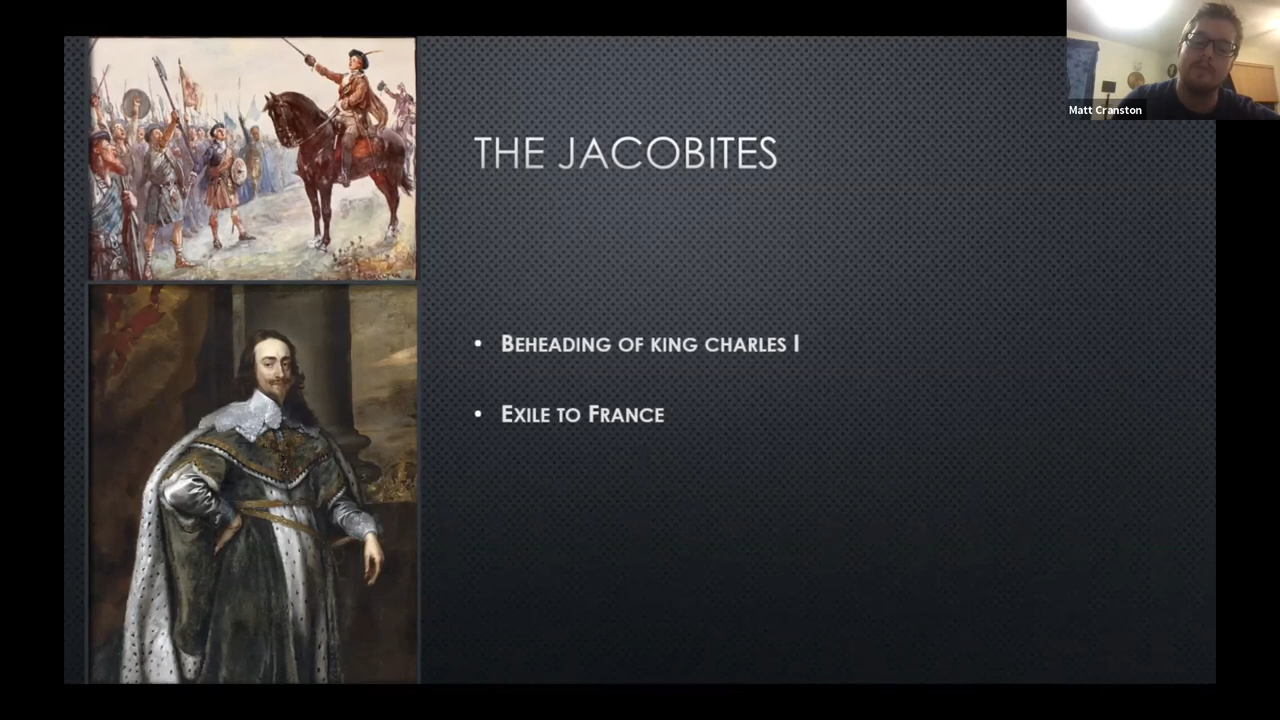 Matt Cranston
THE JACOBITES
• BEHEADING OF KING CHARLES I
• EXILE TO FRANCE